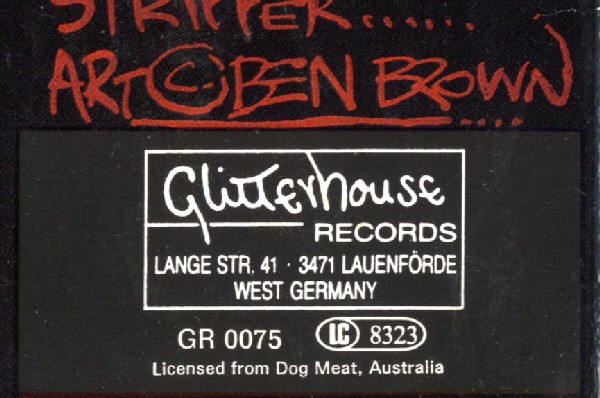 STRIPPER......
ART © BEN BROWN
.....
Glitterhouse
RECORDS
LANGE STR. 41 · 3471 LAUENFÖRDE
WEST GERMANY
GR 0075 LC 8323
Licensed from Dog Meat, Australia